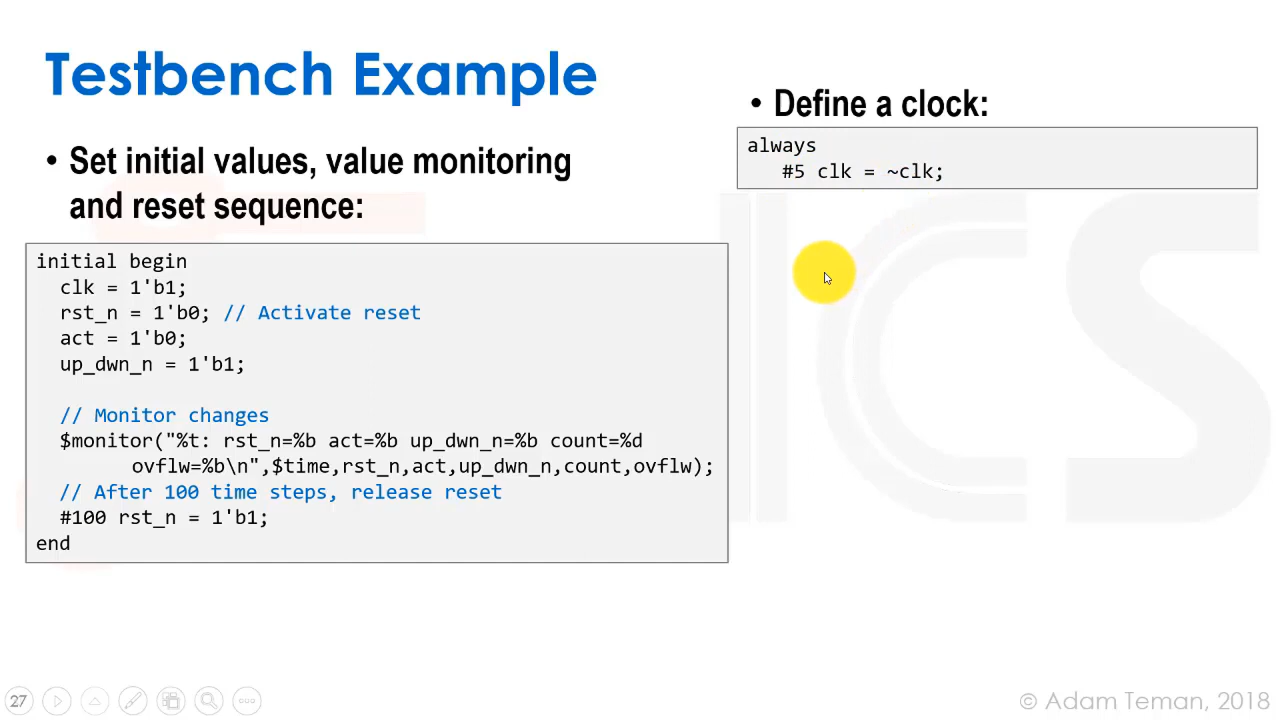 Testbench Example
• Set initial values, value monitoring
and reset sequence:
initial begin
clk = 1'b1;
rst_n = 1'b0; // Activate reset
act = 1'b0;
up_dwn_n = 1'b1;
// Monitor changes
$monitor("%t: rst_n=%b act=%b up_dwn_n=%b count=%d
ovflw=%b\n",$time,rst_n,act,up_dwn_n,count,ovflw);
// After 100 time steps, release reset
#100 rst_n = 1'b1;
end
• Define a clock:
always
#5 clk = ~clk;
ICS
27
© Adam Teman, 2018